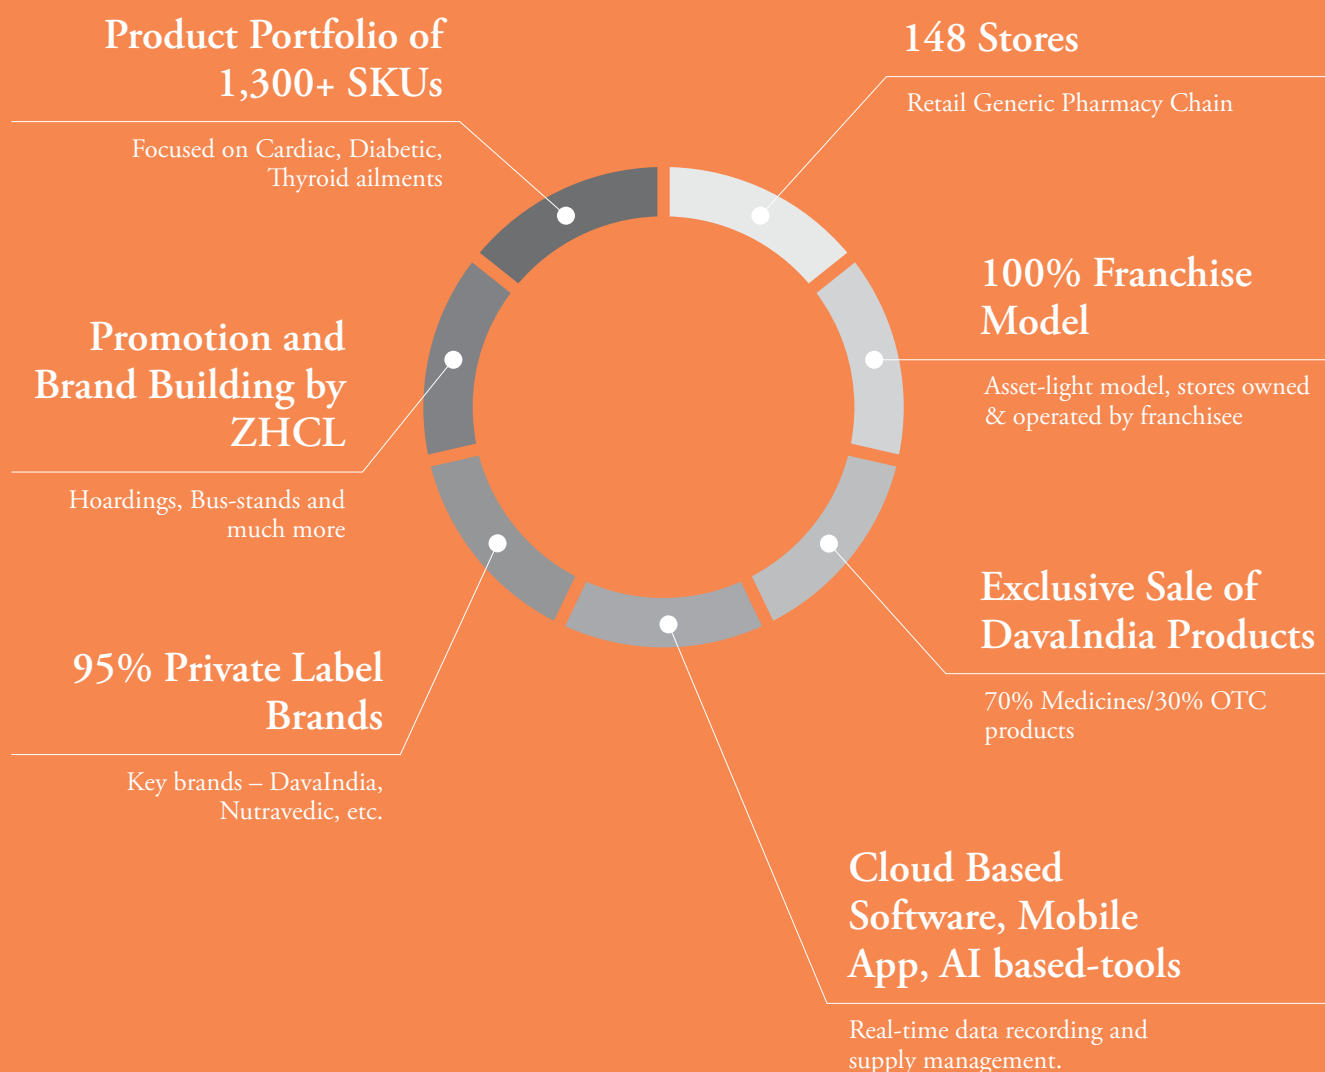 Product Portfolio of
1,300+ SKUs
Focused on Cardiac, Diabetic,
Thyroid ailments
148 Stores
Retail Generic Pharmacy Chain
100% Franchise
Model
Asset-light model, stores owned
& operated by franchisee
Promotion and
Brand Building by
ZHCL
Hoardings, Bus-stands and
much more
Exclusive Sale of
DavaIndia Products
70% Medicines/30% OTC
products
95% Private Label
Brands
Key brands – DavaIndia,
Nutravedic, etc.
Cloud Based
Software, Mobile
App, AI based-tools
Real-time data recording and
supply management.